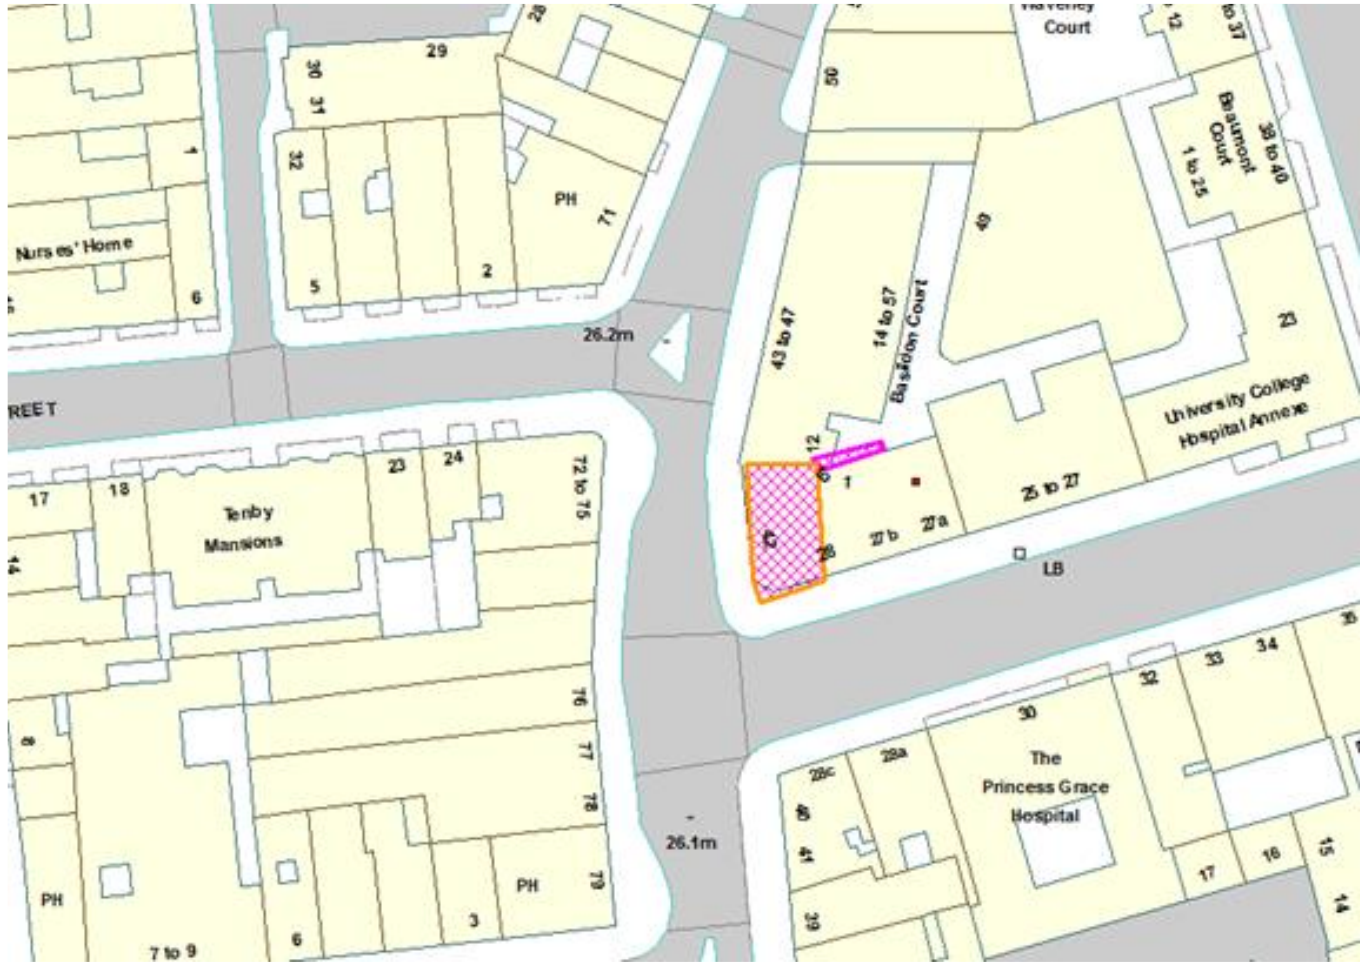 Court
12
to 37
28
29
30
31
50
32
1
Beaumont
Court
1 to 25
38 to 40
PH
71
49
Nurses' Home
6
5
2
26.2m
43 to 47
14 to 57
Basildon Court
23
University College
Hospital Annexe
REET
12
1
27b
27a
25 to 27
28
LB
17
18
Tenby
Mansions
23
24
72 to 75
14
76
77
78
79
8
PH
7 to 9
6
3
PH
26.1m
28c
28a
40
41
39
30
The
Princess Grace
Hospital
32
33
34
35
17
16
15
14